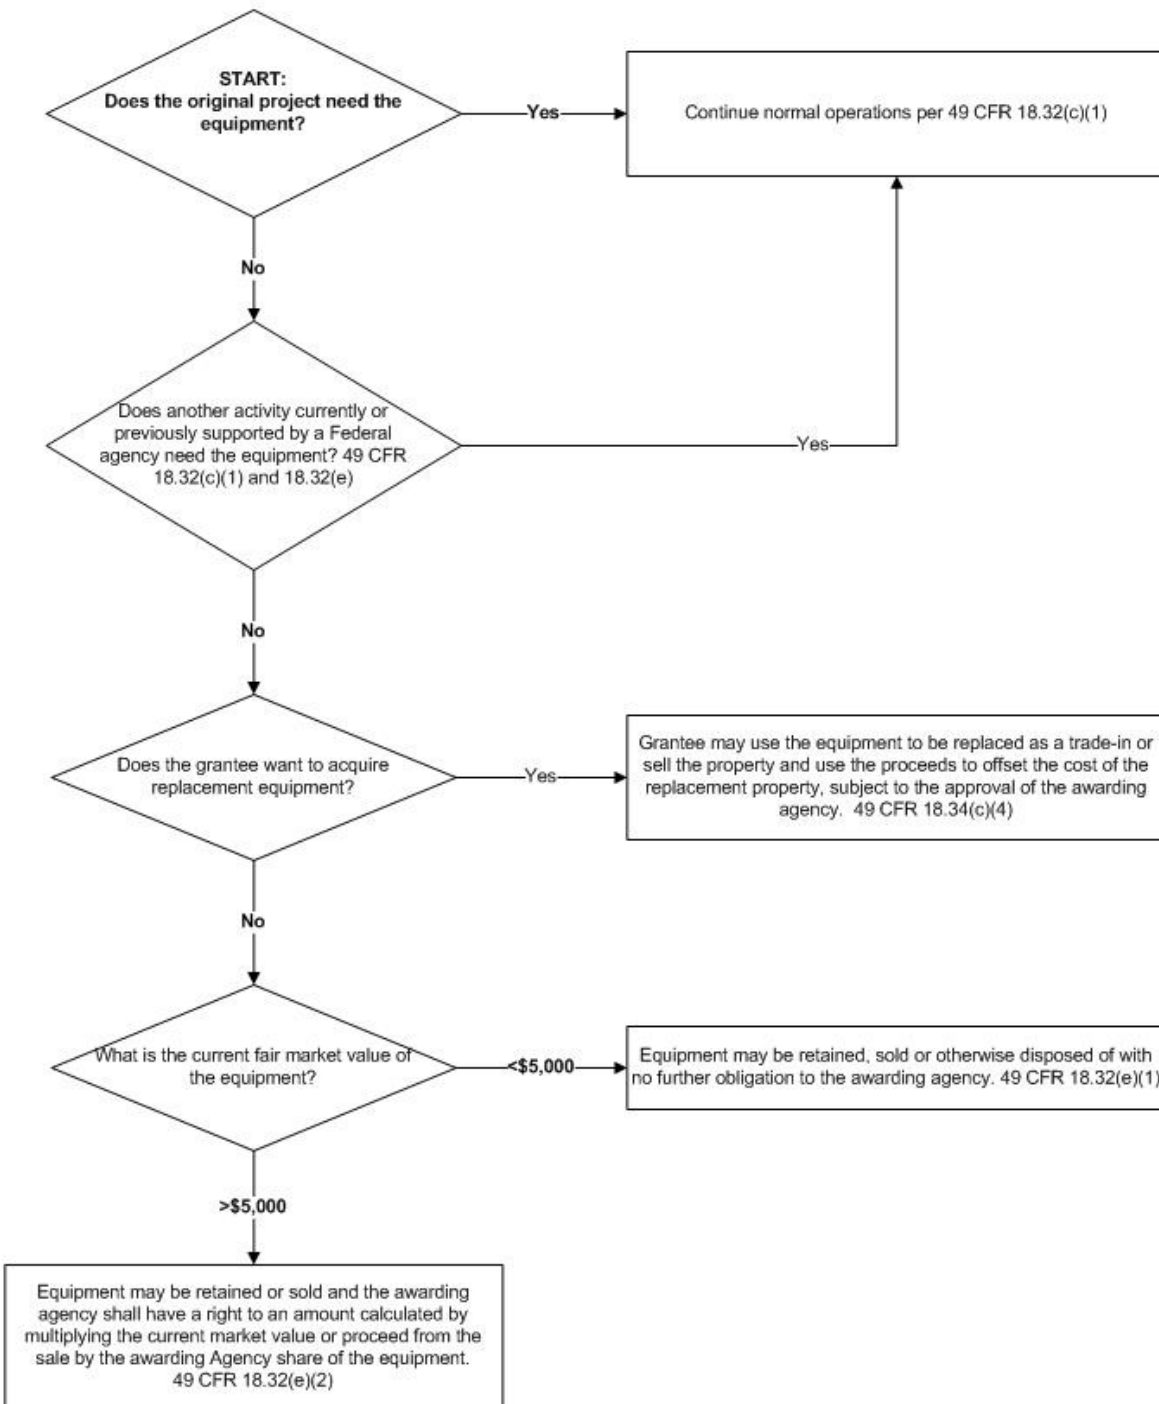 START:
Does the original project need the
equipment?
Yes
Continue normal operations per 49 CFR 18.32(c)(1)
No
Does another activity currently or
previously supported by a Federal
agency need the equipment? 49 CFR
18.32(c)(1) and 18.32(e)
Yes
No
Does the grantee want to acquire
replacement equipment?
Yes
Grantee may use the equipment to be replaced as a trade-in or
sell the property and use the proceeds to offset the cost of the
replacement property, subject to the approval of the awarding
agency. 49 CFR 18.34(c)(4)
No
What is the current fair market value of
the equipment?
<$5,000
Equipment may be retained, sold or otherwise disposed of with
no further obligation to the awarding agency. 49 CFR 18.32(e)(1)
>$5,000
Equipment may be retained or sold and the awarding
agency shall have a right to an amount calculated by
multiplying the current market value or proceed from the
sale by the awarding Agency share of the equipment.
49 CFR 18.32(e)(2)